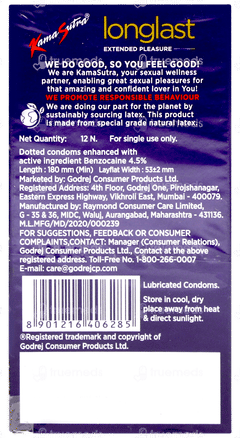 KamaSutra longlast
EXTENDED PLEASURE
WE DO GOOD, SO YOU FEEL GOOD!
We are KamaSutra, your sexual wellness
partner, enabling great sexual pleasures for
that amazing and confident lover in You!
WE PROMOTE RESPONSIBLE BEHAVIOUR
We are doing our part for the planet by
sustainably sourcing latex. This product
is made from special grade natural latex.
Net Quantity: 12 N. For single use only.
Dotted condoms enhanced with
active ingredient Benzocaine 4.5%
Length : 180 mm (Min) Layflat Width : 53±2 mm
Marketed by: Godrej Consumer Products Ltd.
Registered Address: 4th Floor, Godrej One, Pirojshanagar,
Eastern Express Highway, Vikhroli East, Mumbai - 400079.
Manufactured by: Raymond Consumer Care Limited,
G - 35 & 36, MIDC, Waluj, Aurangabad, Maharashtra - 431136.
M.L.MFG/MD/2020/000239
FOR SUGGESTIONS, FEEDBACK OR CONSUMER
COMPLAINTS,CONTACT: Manager (Consumer Relations),
Godrej Consumer Products Ltd., Contact at the above
registered address. Toll-Free No. 1-800-266-0007
E-mail: care@godrejcp.com
Lubricated Condoms.
Store in cool, dry
place away from heat
& direct sunlight.
8 901216 406285
®Registered trademark and copyright of
Godrej Consumer Products Ltd.